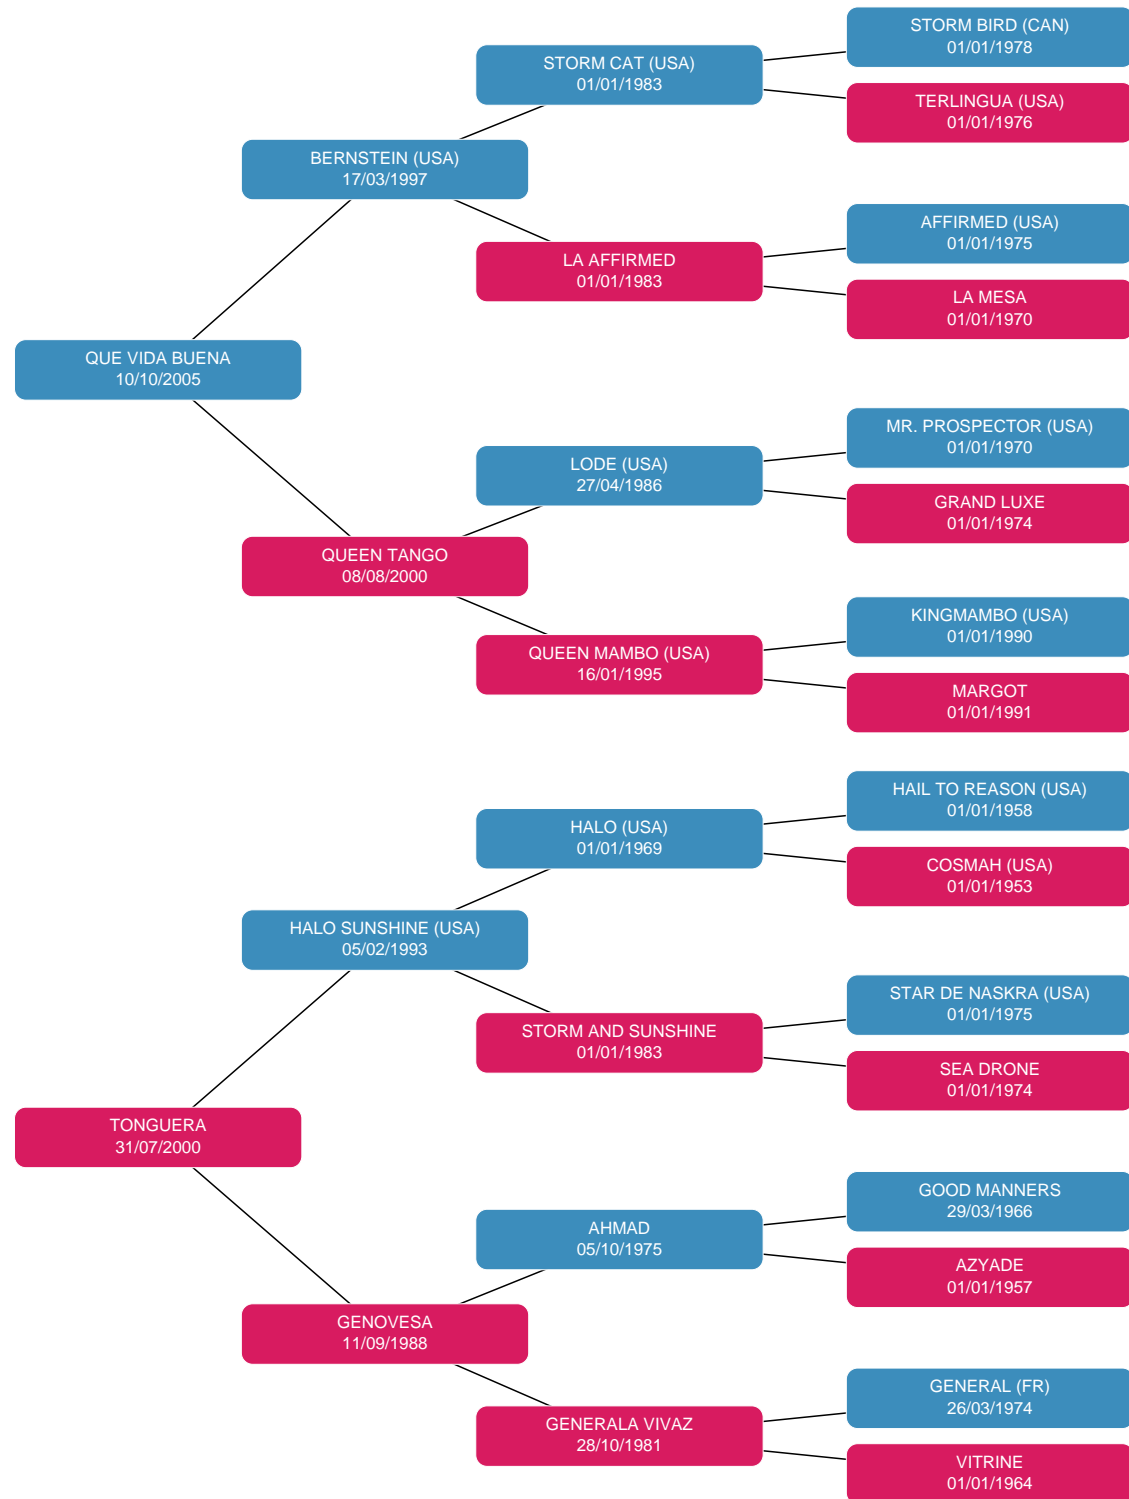 STORM BIRD (CAN)
01/01/1978
STORM CAT (USA)
01/01/1983
TERLINGUA (USA)
01/01/1976
BERNSTEIN (USA)
17/03/1997
AFFIRMED (USA)
01/01/1975
LA AFFIRMED
01/01/1983
LA MESA
01/01/1970
QUE VIDA BUENA
10/10/2005
MR. PROSPECTOR (USA)
01/01/1970
LODE (USA)
27/04/1986
GRAND LUXE
01/01/1974
QUEEN TANGO
08/08/2000
KINGMAMBO (USA)
01/01/1990
QUEEN MAMBO (USA)
16/01/1995
MARGOT
01/01/1991
HAIL TO REASON (USA)
01/01/1958
HALO (USA)
01/01/1969
COSMAH (USA)
01/01/1953
HALO SUNSHINE (USA)
05/02/1993
STAR DE NASKRA (USA)
01/01/1975
STORM AND SUNSHINE
01/01/1983
SEA DRONE
01/01/1974
TONGUERA
31/07/2000
GOOD MANNERS
29/03/1966
AHMAD
05/10/1975
AZYADE
01/01/1957
GENOVESA
11/09/1988
GENERAL (FR)
26/03/1974
GENERALA VIVAZ
28/10/1981
VITRINE
01/01/1964